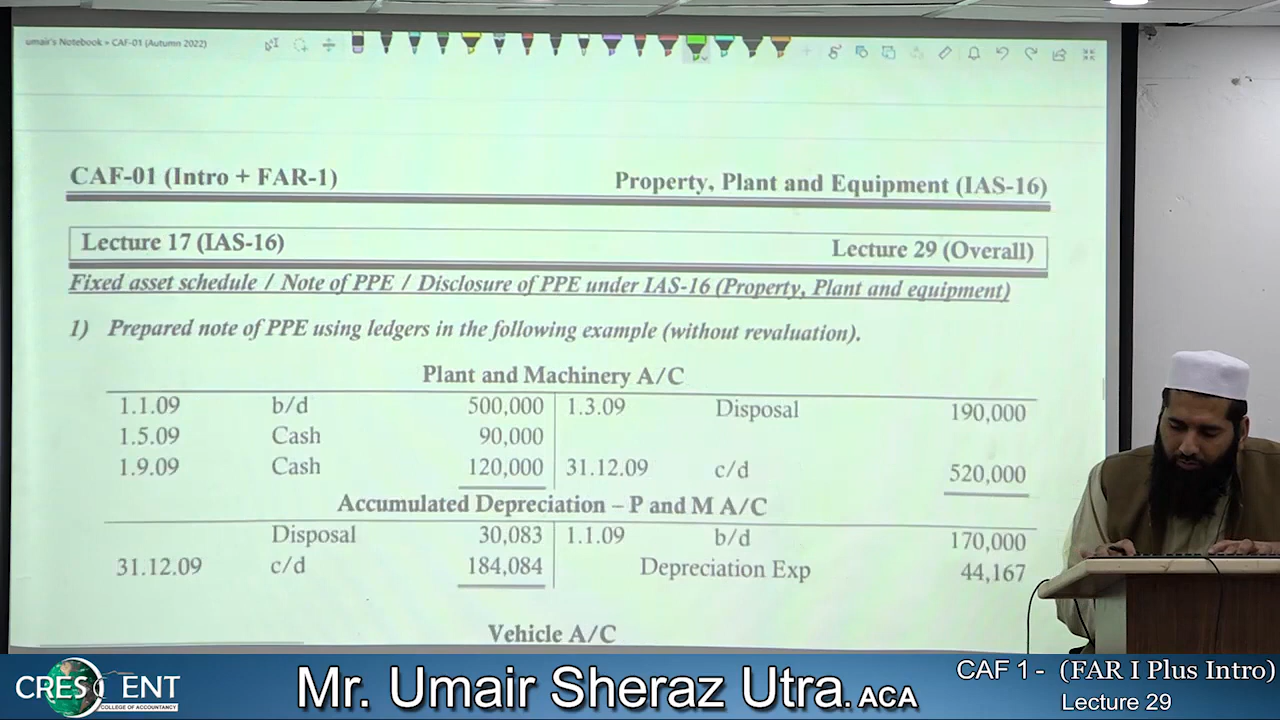 umair's Notebook » CAF-01 (Autumn 2022)
CAF-01 (Intro + FAR-1) Property, Plant and Equipment (IAS-16)
Lecture 17 (IAS-16) Lecture 29 (Overall)
Fixed asset schedule / Note of PPE / Disclosure of PPE under IAS-16 (Property, Plant and equipment)
1) Prepared note of PPE using ledgers in the following example (without revaluation).
Plant and Machinery A/C
1.1.09 b/d 500,000 1.3.09 Disposal 190,000
1.5.09 Cash 90,000
1.9.09 Cash 120,000 31.12.09 c/d 520,000
Accumulated Depreciation – P and M A/C
Disposal 30,083 1.1.09 b/d 170,000
31.12.09 c/d 184,084 Depreciation Exp 44,167
Vehicle A/C
CRESCENT
COLLEGE OF ACCOUNTANCY
Mr. Umair Sheraz Utra. ACA
CAF 1 - (FAR I Plus Intro)
Lecture 29